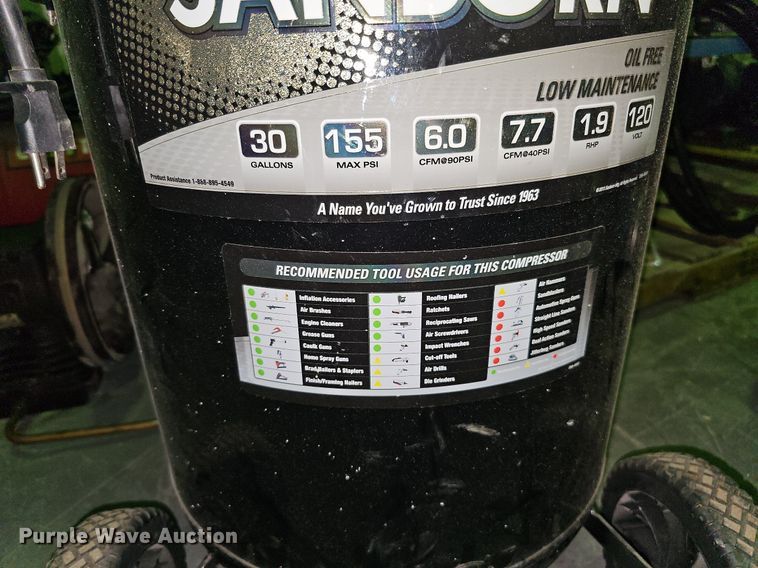 SANBORN
OIL FREE
LOW MAINTENANCE
30 GALLONS
155 MAX PSI
6.0 CFM@90PSI
7.7 CFM@40PSI
1.9 RHP
120 VOLT
Product Assistance 1-888-895-4549
A Name You've Grown to Trust Since 1963
RECOMMENDED TOOL USAGE FOR THIS COMPRESSOR
Inflation Accessories
Air Brushes
Engine Cleaners
Grease Guns
Caulk Guns
Home Spray Guns
Brad Nailers & Staplers
Finish/Framing Nailers
Roofing Nailers
Ratchets
Reciprocating Saws
Air Screwdrivers
Impact Wrenches
Cut-off Tools
Air Drills
Die Grinders
Air Hammers
Sandblasters
Automotive Spray Guns
Straight Line Sanders
High Speed Sanders
Dual Action Sanders
Jitterbug Sanders
Purple Wave Auction